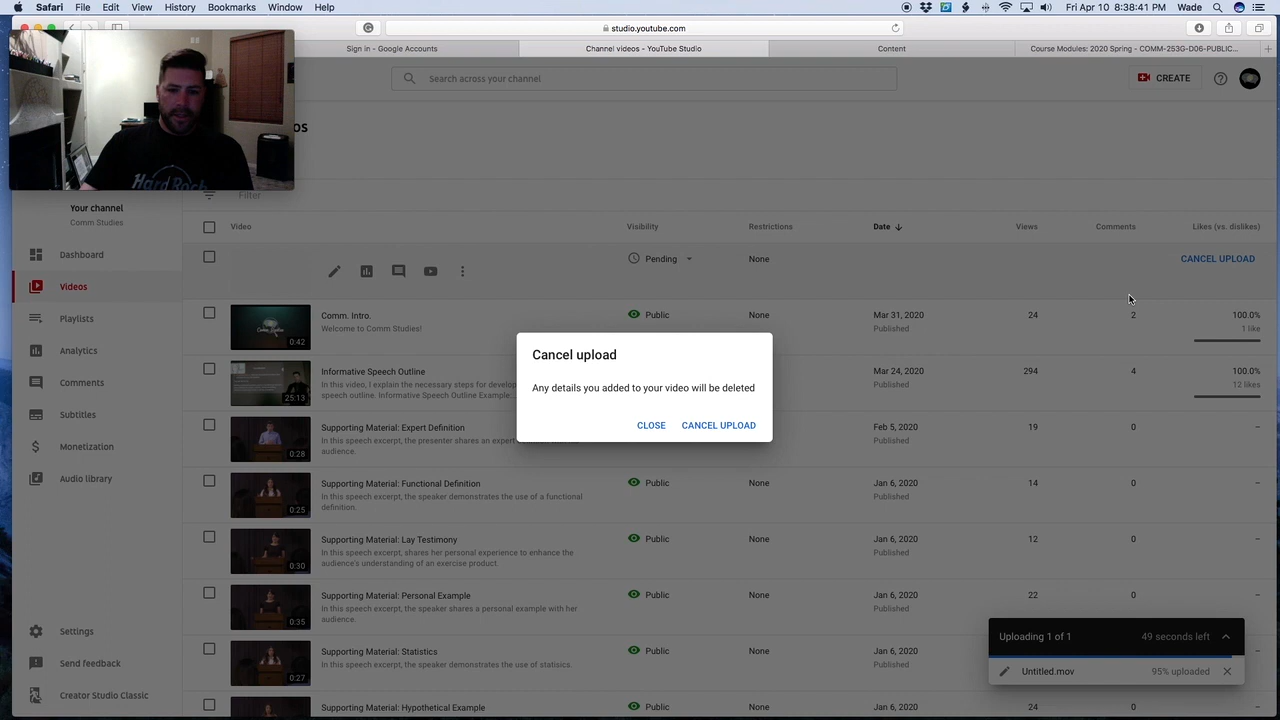 Safari File Edit View History Bookmarks Window Help Fri Apr 10 8:38:41 PM Wade
studio.youtube.com
Sign in - Google Accounts Channel videos - YouTube Studio Content Course Modules: 2020 Spring - COMM-253G-D06-PUBLIC...
Search across your channel CREATE
os
Hard Rock
Filter
Your channel
Comm Studies
Dashboard
Videos
Playlists
Analytics
Comments
Subtitles
Monetization
Audio library
Settings
Send feedback
Creator Studio Classic
Video Visibility Restrictions Date Views Comments Likes (vs. dislikes)
Pending None CANCEL UPLOAD
Comm. Intro. Public None Mar 31, 2020 24 2 100.0%
Welcome to Comm Studies! Published 1 like
0:42
Informative Speech Outline Mar 24, 2020 294 4 100.0%
In this video, I explain the necessary steps for develop Published 12 likes
speech outline. Informative Speech Outline Example:
25:13
Supporting Material: Expert Definition Feb 5, 2020 19 0 –
In this speech excerpt, the presenter shares an expert Published
audience.
0:28
Supporting Material: Functional Definition Public None Jan 6, 2020 14 0 –
In this speech excerpt, the speaker demonstrates the use of a functional Published
definition.
0:25
Supporting Material: Lay Testimony Public None Jan 6, 2020 12 0 –
In this speech excerpt, shares her personal experience to enhance the Published
audience's understanding of an exercise product.
0:30
Supporting Material: Personal Example Public None Jan 6, 2020 22 0 –
In this speech excerpt, the speaker shares a personal example with her Published
audience.
0:35
Supporting Material: Statistics Public None Jan 6, 2020
In this speech excerpt, the speaker demonstrates the use of statisics. Published
0:27
Supporting Material: Hypothetical Example Public None Jan 6, 2020 24 0 –
Cancel upload
Any details you added to your video will be deleted
CLOSE CANCEL UPLOAD
Uploading 1 of 1 49 seconds left
Untitled.mov 95% uploaded